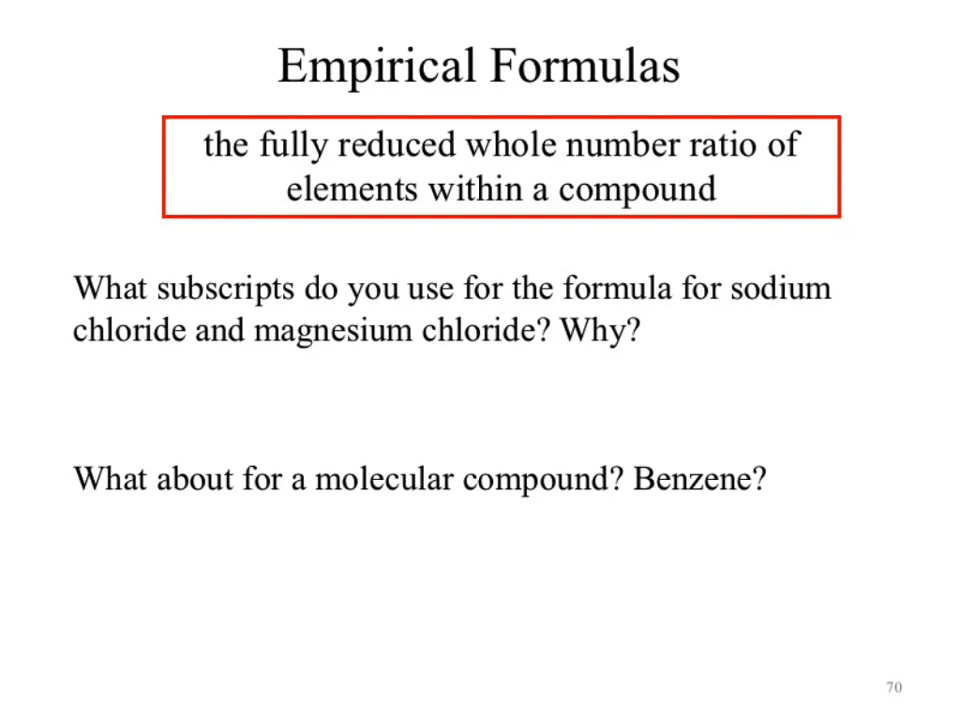 Empirical Formulas
the fully reduced whole number ratio of
elements within a compound
What subscripts do you use for the formula for sodium
chloride and magnesium chloride? Why?
What about for a molecular compound? Benzene?
70